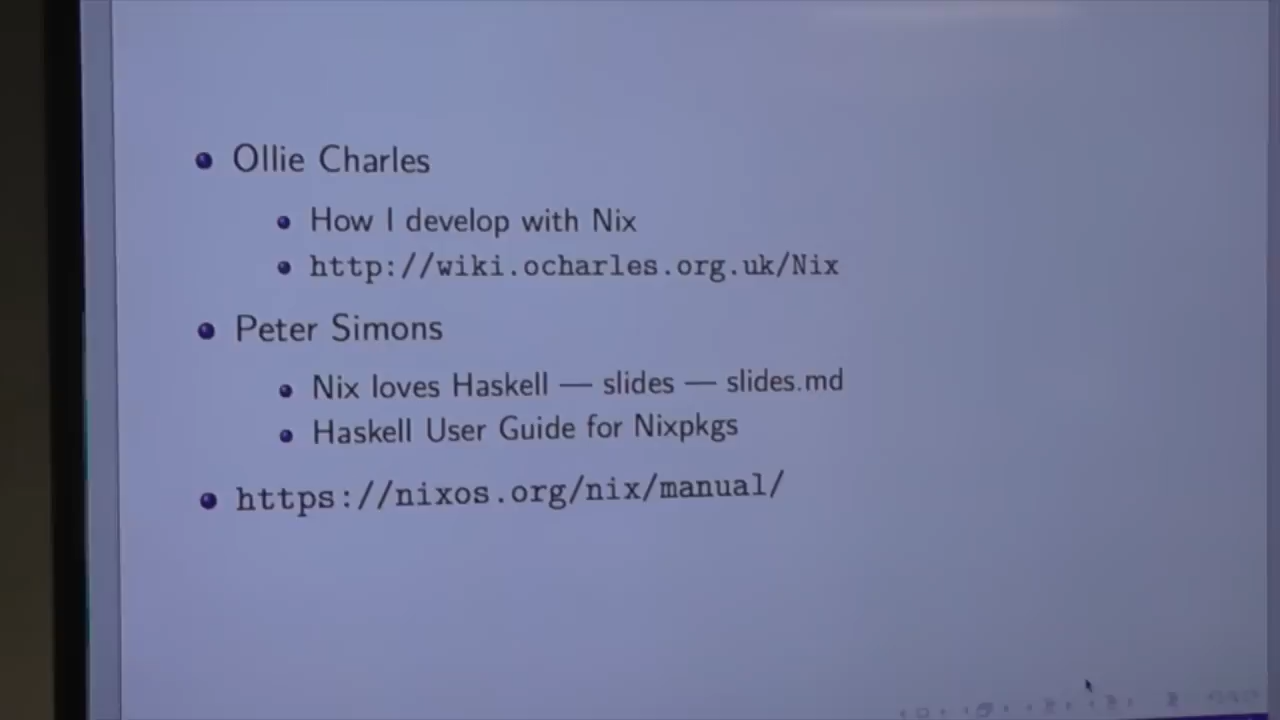 Ollie Charles
How I develop with Nix
http://wiki.ocharles.org.uk/Nix
Peter Simons
Nix loves Haskell — slides — slides.md
Haskell User Guide for Nixpkgs
https://nixos.org/nix/manual/